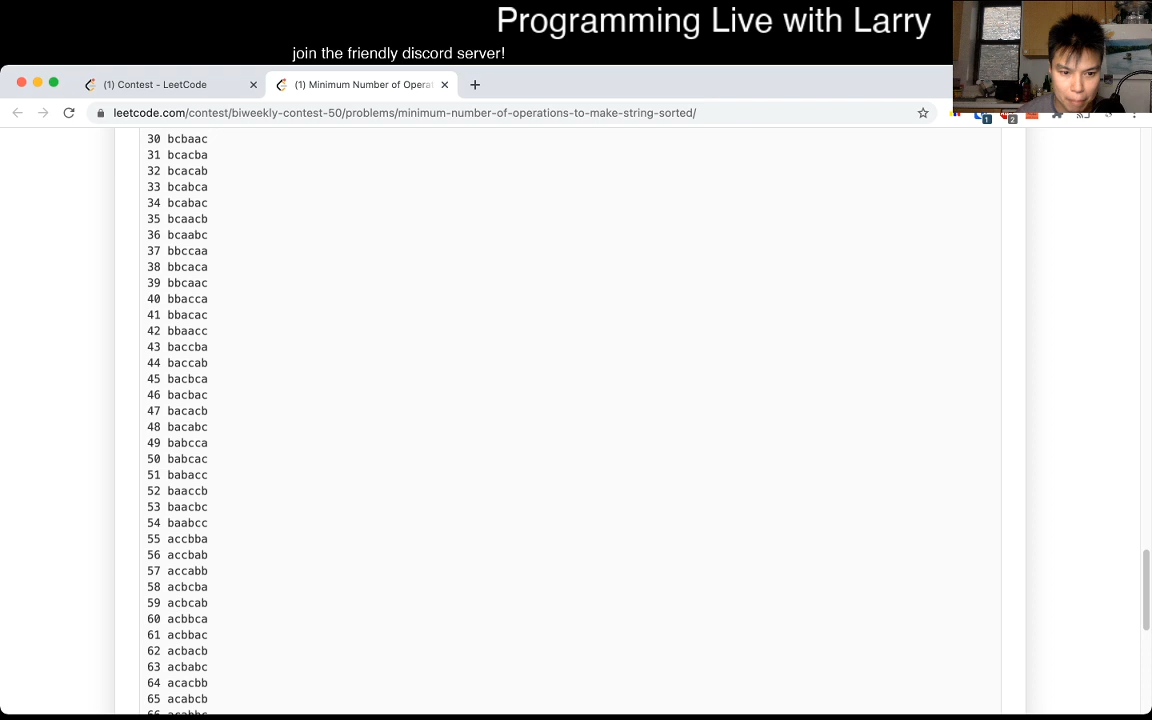 Programming Live with Larry
join the friendly discord server!
(1) Contest - LeetCode
(1) Minimum Number of Opera
leetcode.com/contest/biweekly-contest-50/problems/minimum-number-of-operations-to-make-string-sorted/
1
2
30 bcbaac
31 bcacba
32 bcacab
33 bcabca
34 bcabac
35 bcaacb
36 bcaabc
37 bbccaa
38 bbcaca
39 bbcaac
40 bbacca
41 bbacac
42 bbaacc
43 baccba
44 baccab
45 bacbca
46 bacbac
47 bacacb
48 bacabc
49 babcca
50 babcac
51 babacc
52 baaccb
53 baacbc
54 baabcc
55 accbba
56 accbab
57 accabb
58 acbcba
59 acbcab
60 acbbca
61 acbbac
62 acbacb
63 acbabc
64 acacbb
65 acabcb